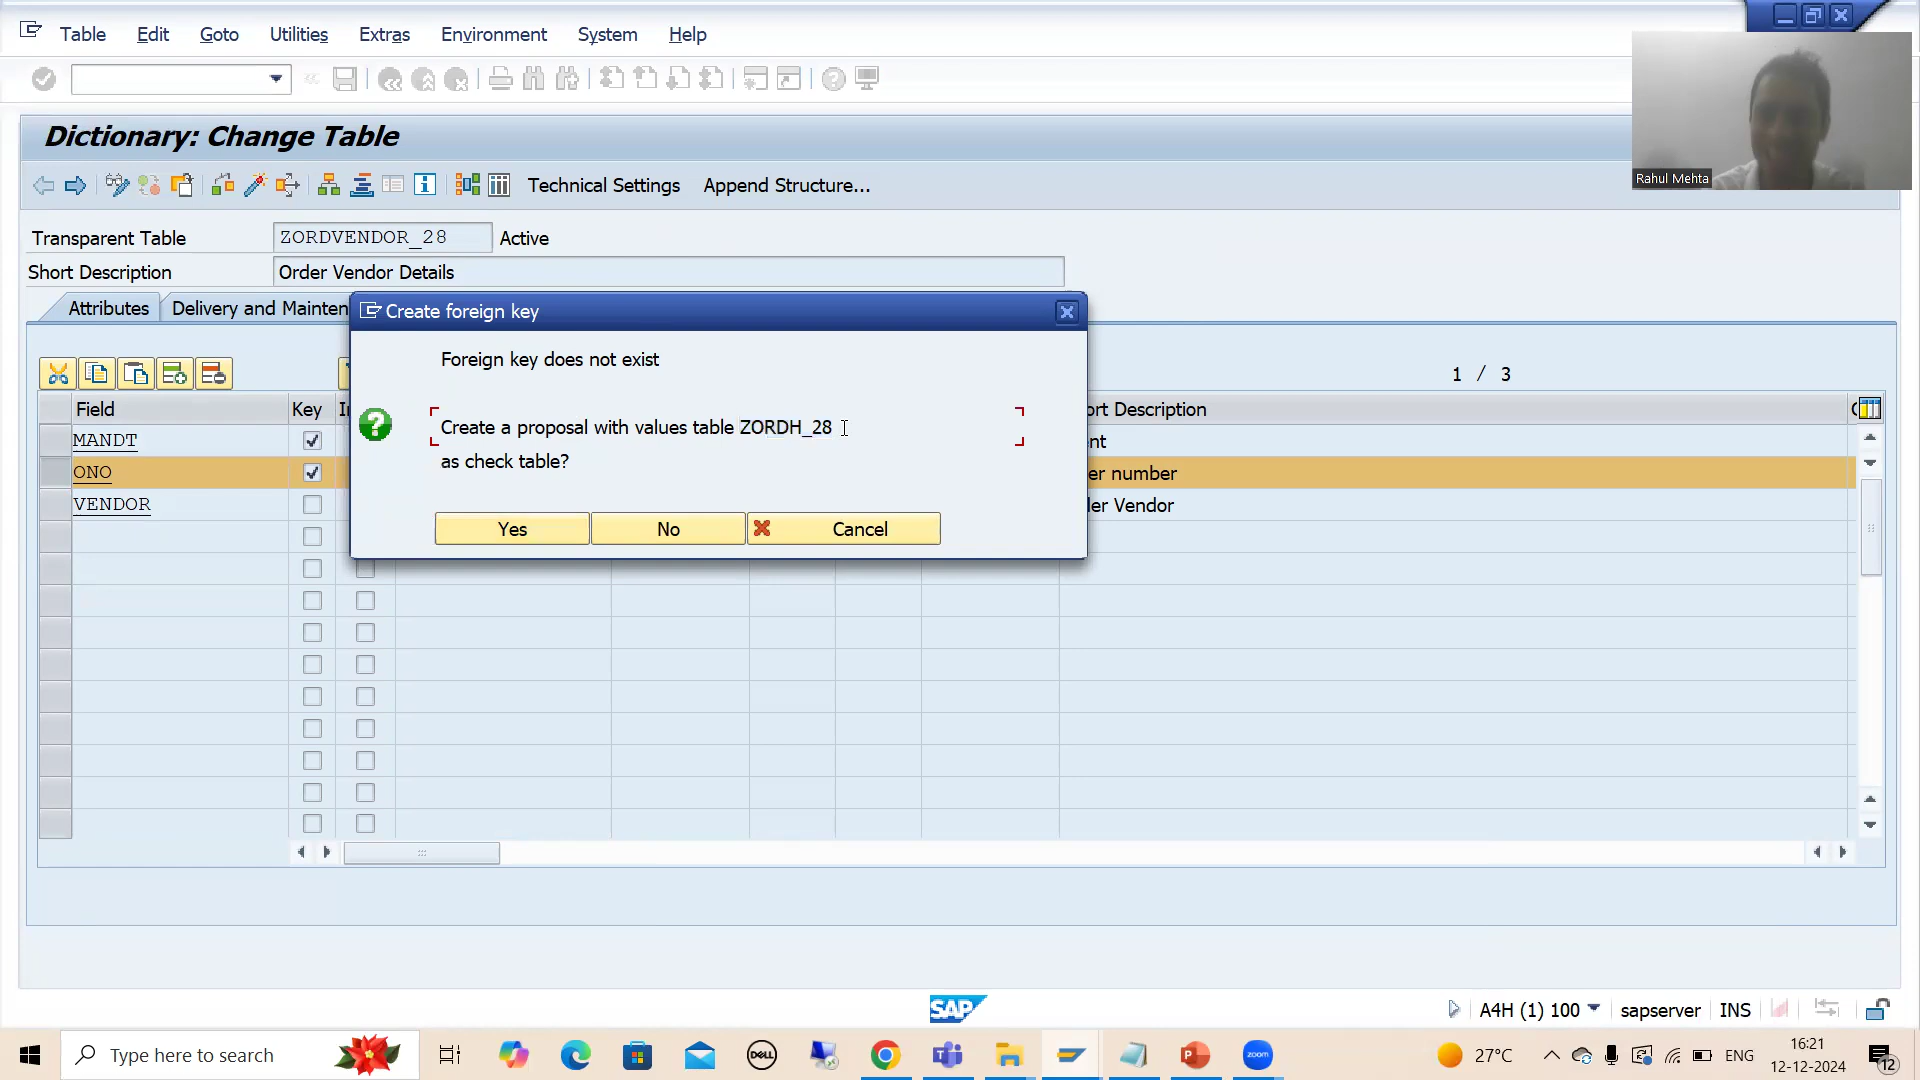 Table Edit Goto Utilities Extras Environment System Help
Dictionary: Change Table
Technical Settings Append Structure...
Rahul Mehta
Transparent Table ZORDVENDOR_28 Active
Short Description Order Vendor Details
Attributes Delivery and Mainten
Create foreign key
Foreign key does not exist
Create a proposal with values table ZORDH_28
as check table?
Yes No Cancel
1 / 3
Field Key I ort Description
MANDT nt
ONO er number
VENDOR ler Vendor
SAP
A4H (1) 100 sapserver INS
Type here to search
DELL
zoom
27°C
ENG
16:21
12-12-2024
12